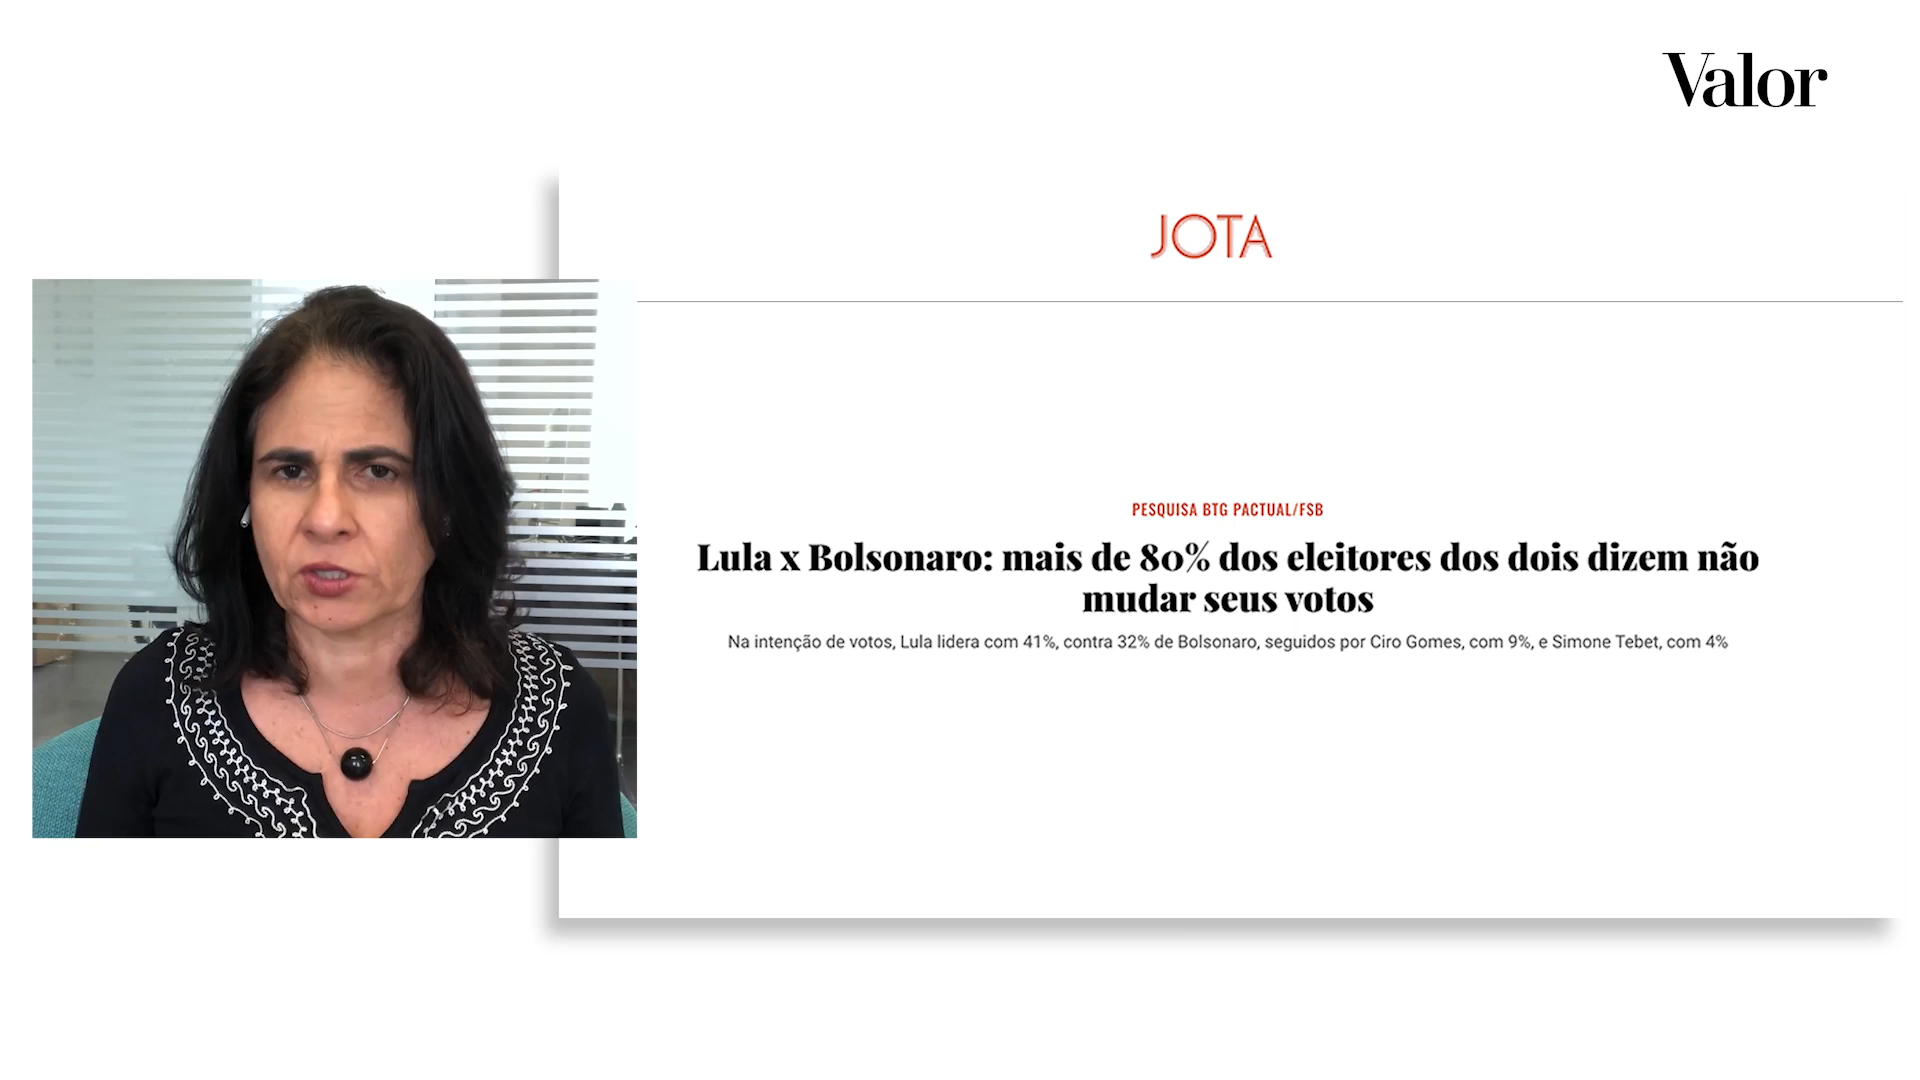 Valor
JOTA
PESQUISA BTG PACTUAL/FSB
Lula x Bolsonaro: mais de 80% dos eleitores dos dois dizem não
mudar seus votos
Na intenção de votos, Lula lidera com 41%, contra 32% de Bolsonaro, seguidos por Ciro Gomes, com 9%, e Simone Tebet, com 4%